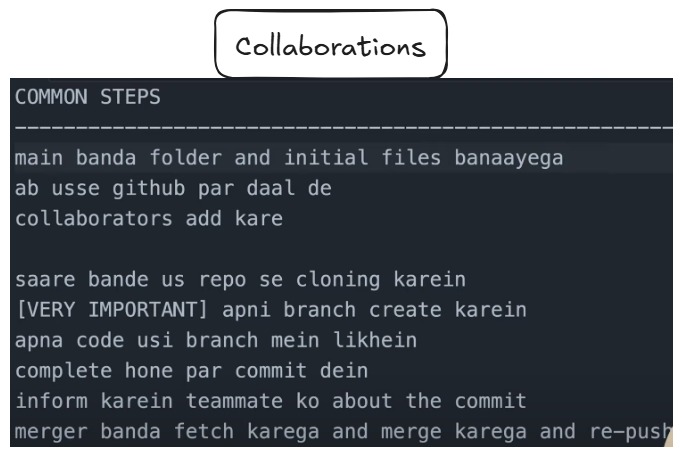 Collaborations
COMMON STEPS
------------------------------------------------------
main banda folder and initial files banaayega
ab usse github par daal de
collaborators add kare
saare bande us repo se cloning karein
[VERY IMPORTANT] apni branch create karein
apna code usi branch mein likhein
complete hone par commit dein
inform karein teammate ko about the commit
merger banda fetch karega and merge karega and re-push